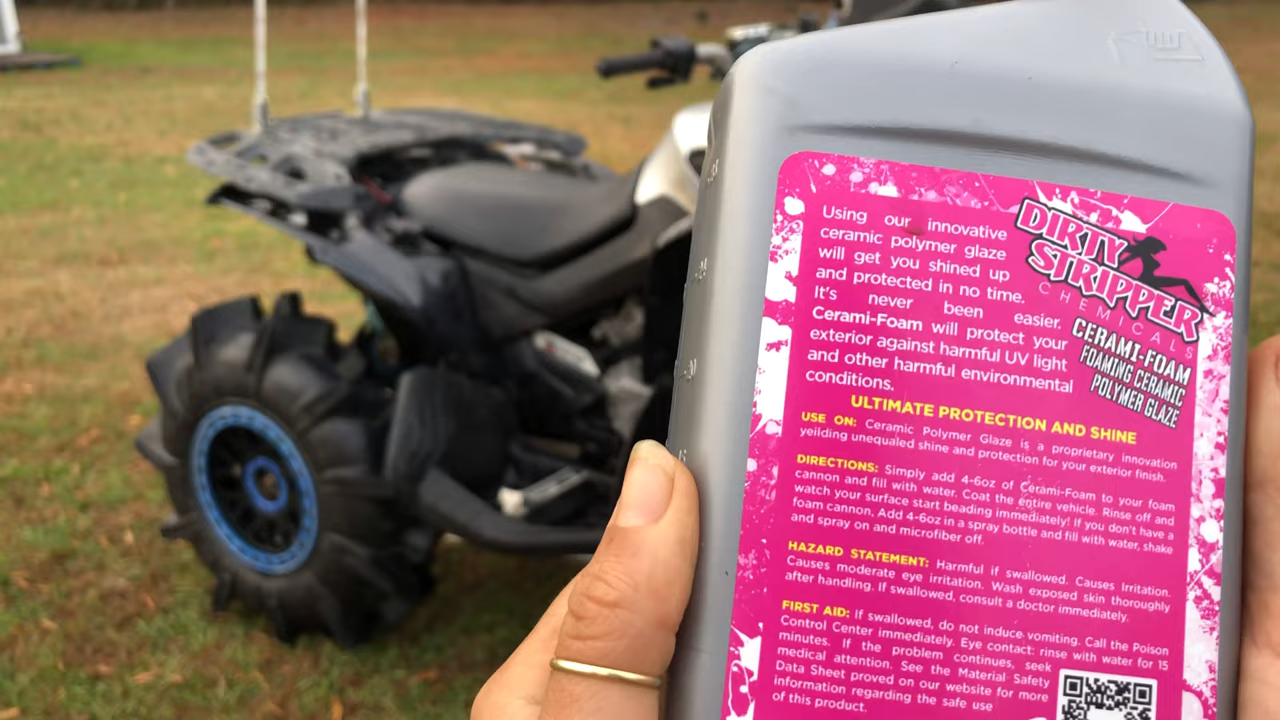 Using our innovative
ceramic polymer glaze
will get you shined up
and protected in no time.
It's never been easier.
Cerami-Foam will protect your
exterior against harmful UV light
and other harmful environmental
conditions.
DIRTY
STRIPPER
CHEMICALS
CERAMI-FOAM
FOAMING CERAMIC
POLYMER GLAZE
ULTIMATE PROTECTION AND SHINE
USE ON: Ceramic Polymer Glaze is a proprietary innovation
yeilding unequaled shine and protection for your exterior finish.
DIRECTIONS: Simply add 4-6oz of Cerami-Foam to your foam
cannon and fill with water. Coat the entire vehicle. Rinse off and
watch your surface start beading immediately! If you don't have a
foam cannon, Add 4-6oz in a spray bottle and fill with water, shake
and spray on and microfiber off.
HAZARD STATEMENT: Harmful if swallowed. Causes Irritation.
Causes moderate eye irritation. Wash exposed skin thoroughly
after handling. If swallowed, consult a doctor immediately.
FIRST AID: If swallowed, do not induce vomiting. Call the Poison
Control Center immediately. Eye contact: rinse with water for 15
minutes. If the problem continues, seek
medical attention. See the Material Safety
Data Sheet proved on our website for more
information regarding the safe use
of this product.